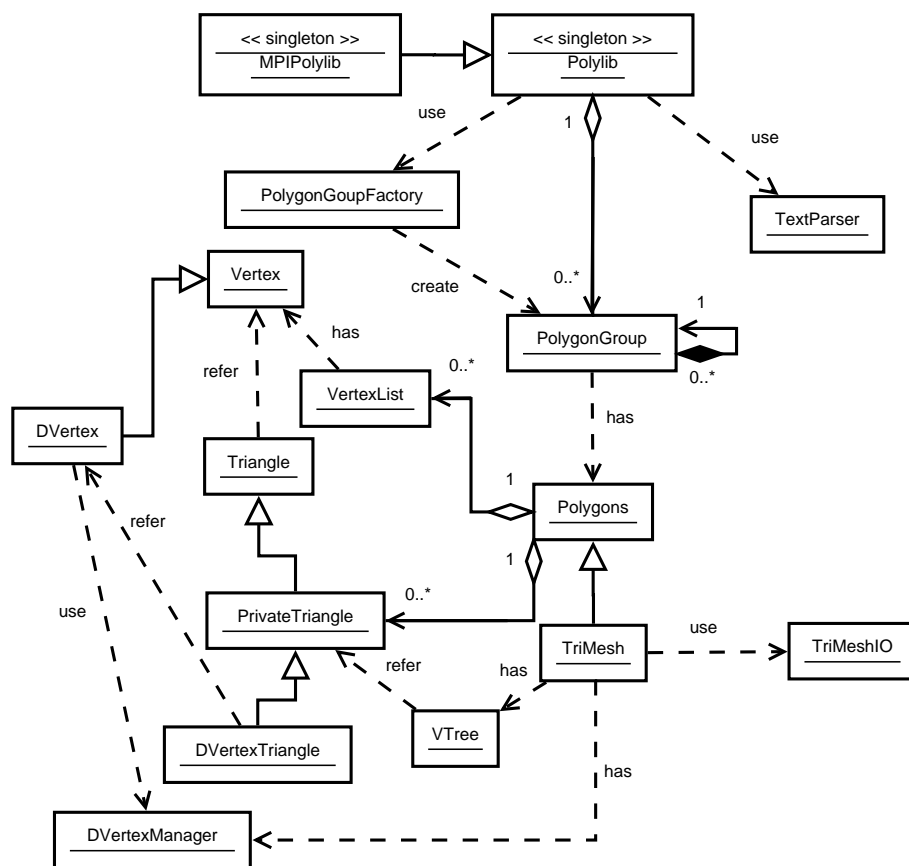 << singleton >>
MPIPolylib
<< singleton >>
Polylib
use
1
use
PolygonGoupFactory
TextParser
Vertex
create
0..*
1
PolygonGroup
has
refer
0..*
0..*
VertexList
DVertex
has
Triangle
1
Polygons
refer
1
0..*
PrivateTriangle
use
TriMesh
use
TriMeshIO
refer
has
DVertexTriangle
VTree
has
DVertexManager